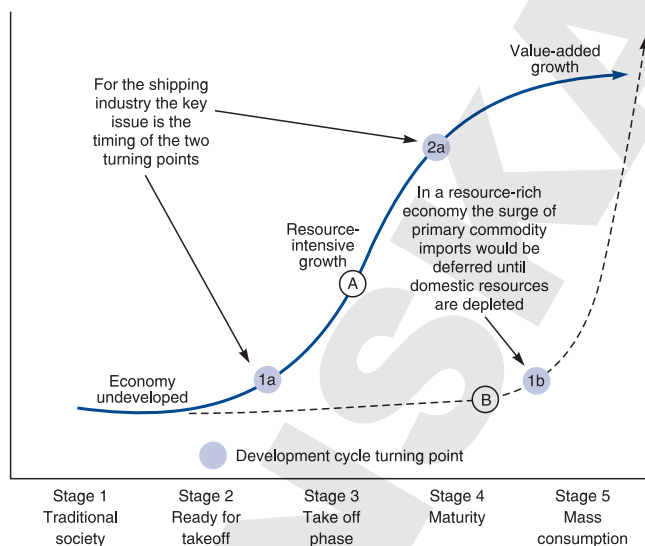 Value-added
growth
For the shipping
industry the key
issue is the
timing of the two
turning points
2a
In a resource-rich
economy the surge of
primary commodity
imports would be
deferred until
domestic resources
are depleted
Resource-
intensive
growth
A
1a
1b
Economy
undeveloped
B
Development cycle turning point
Stage 1
Traditional
society
Stage 2
Ready for
takeoff
Stage 3
Take off
phase
Stage 4
Maturity
Stage 5
Mass
consumption